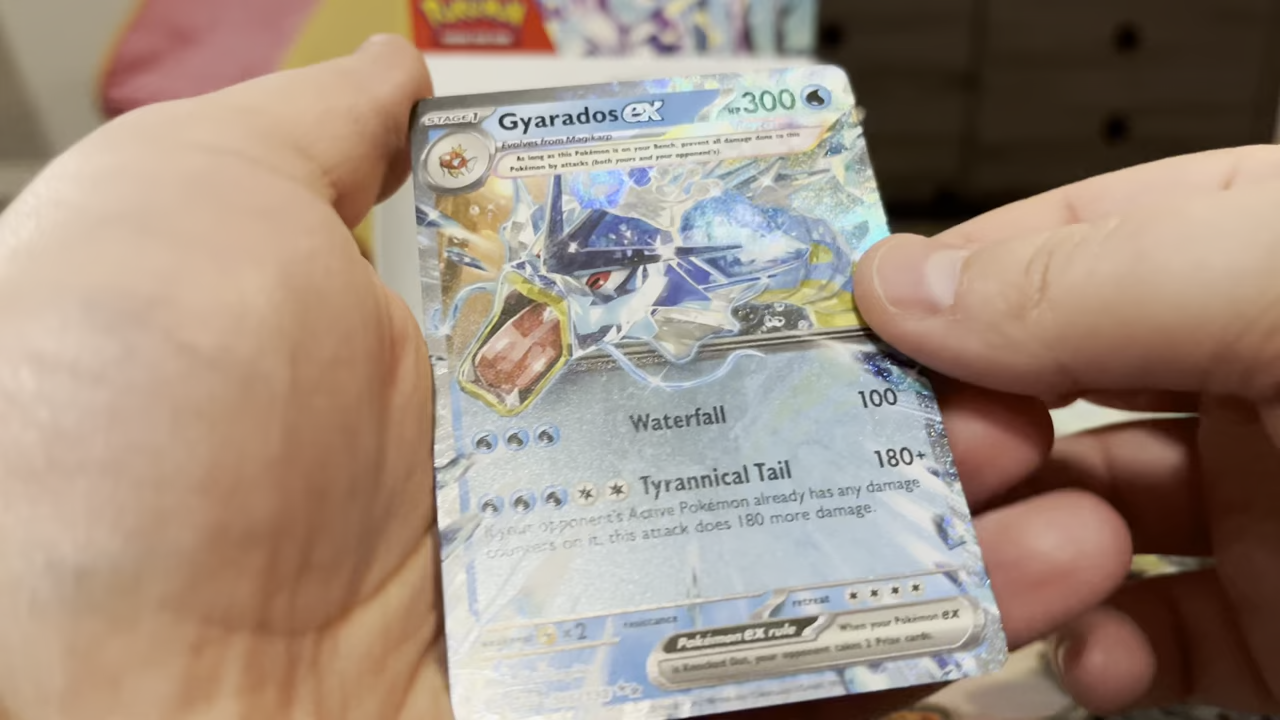 Pokémon
STAGE 1
Gyarados ex
HP 300
Evolves from Magikarp
As long as this Pokémon is on your Bench, prevent all damage done to this
Pokémon by attacks (both yours and your opponent's).
Waterfall 100
Tyrannical Tail 180+
If your opponent's Active Pokémon already has any damage
counters on it, this attack does 180 more damage.
retreat
weakness ×2 resistance
Pokémon ex rule When your Pokémon ex
is Knocked Out, your opponent takes 2 Prize cards.